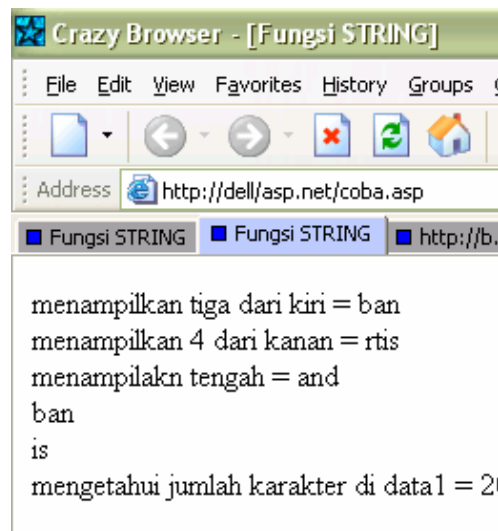 Crazy Browser - [Fungsi STRING]
File Edit View Favorites History Groups
Address http://dell/asp.net/coba.asp
Fungsi STRING Fungsi STRING http://b.
menampilkan tiga dari kiri = ban
menampilkan 4 dari kanan = rtis
menampilakn tengah = and
ban
is
mengetahui jumlah karakter di data1 = 20